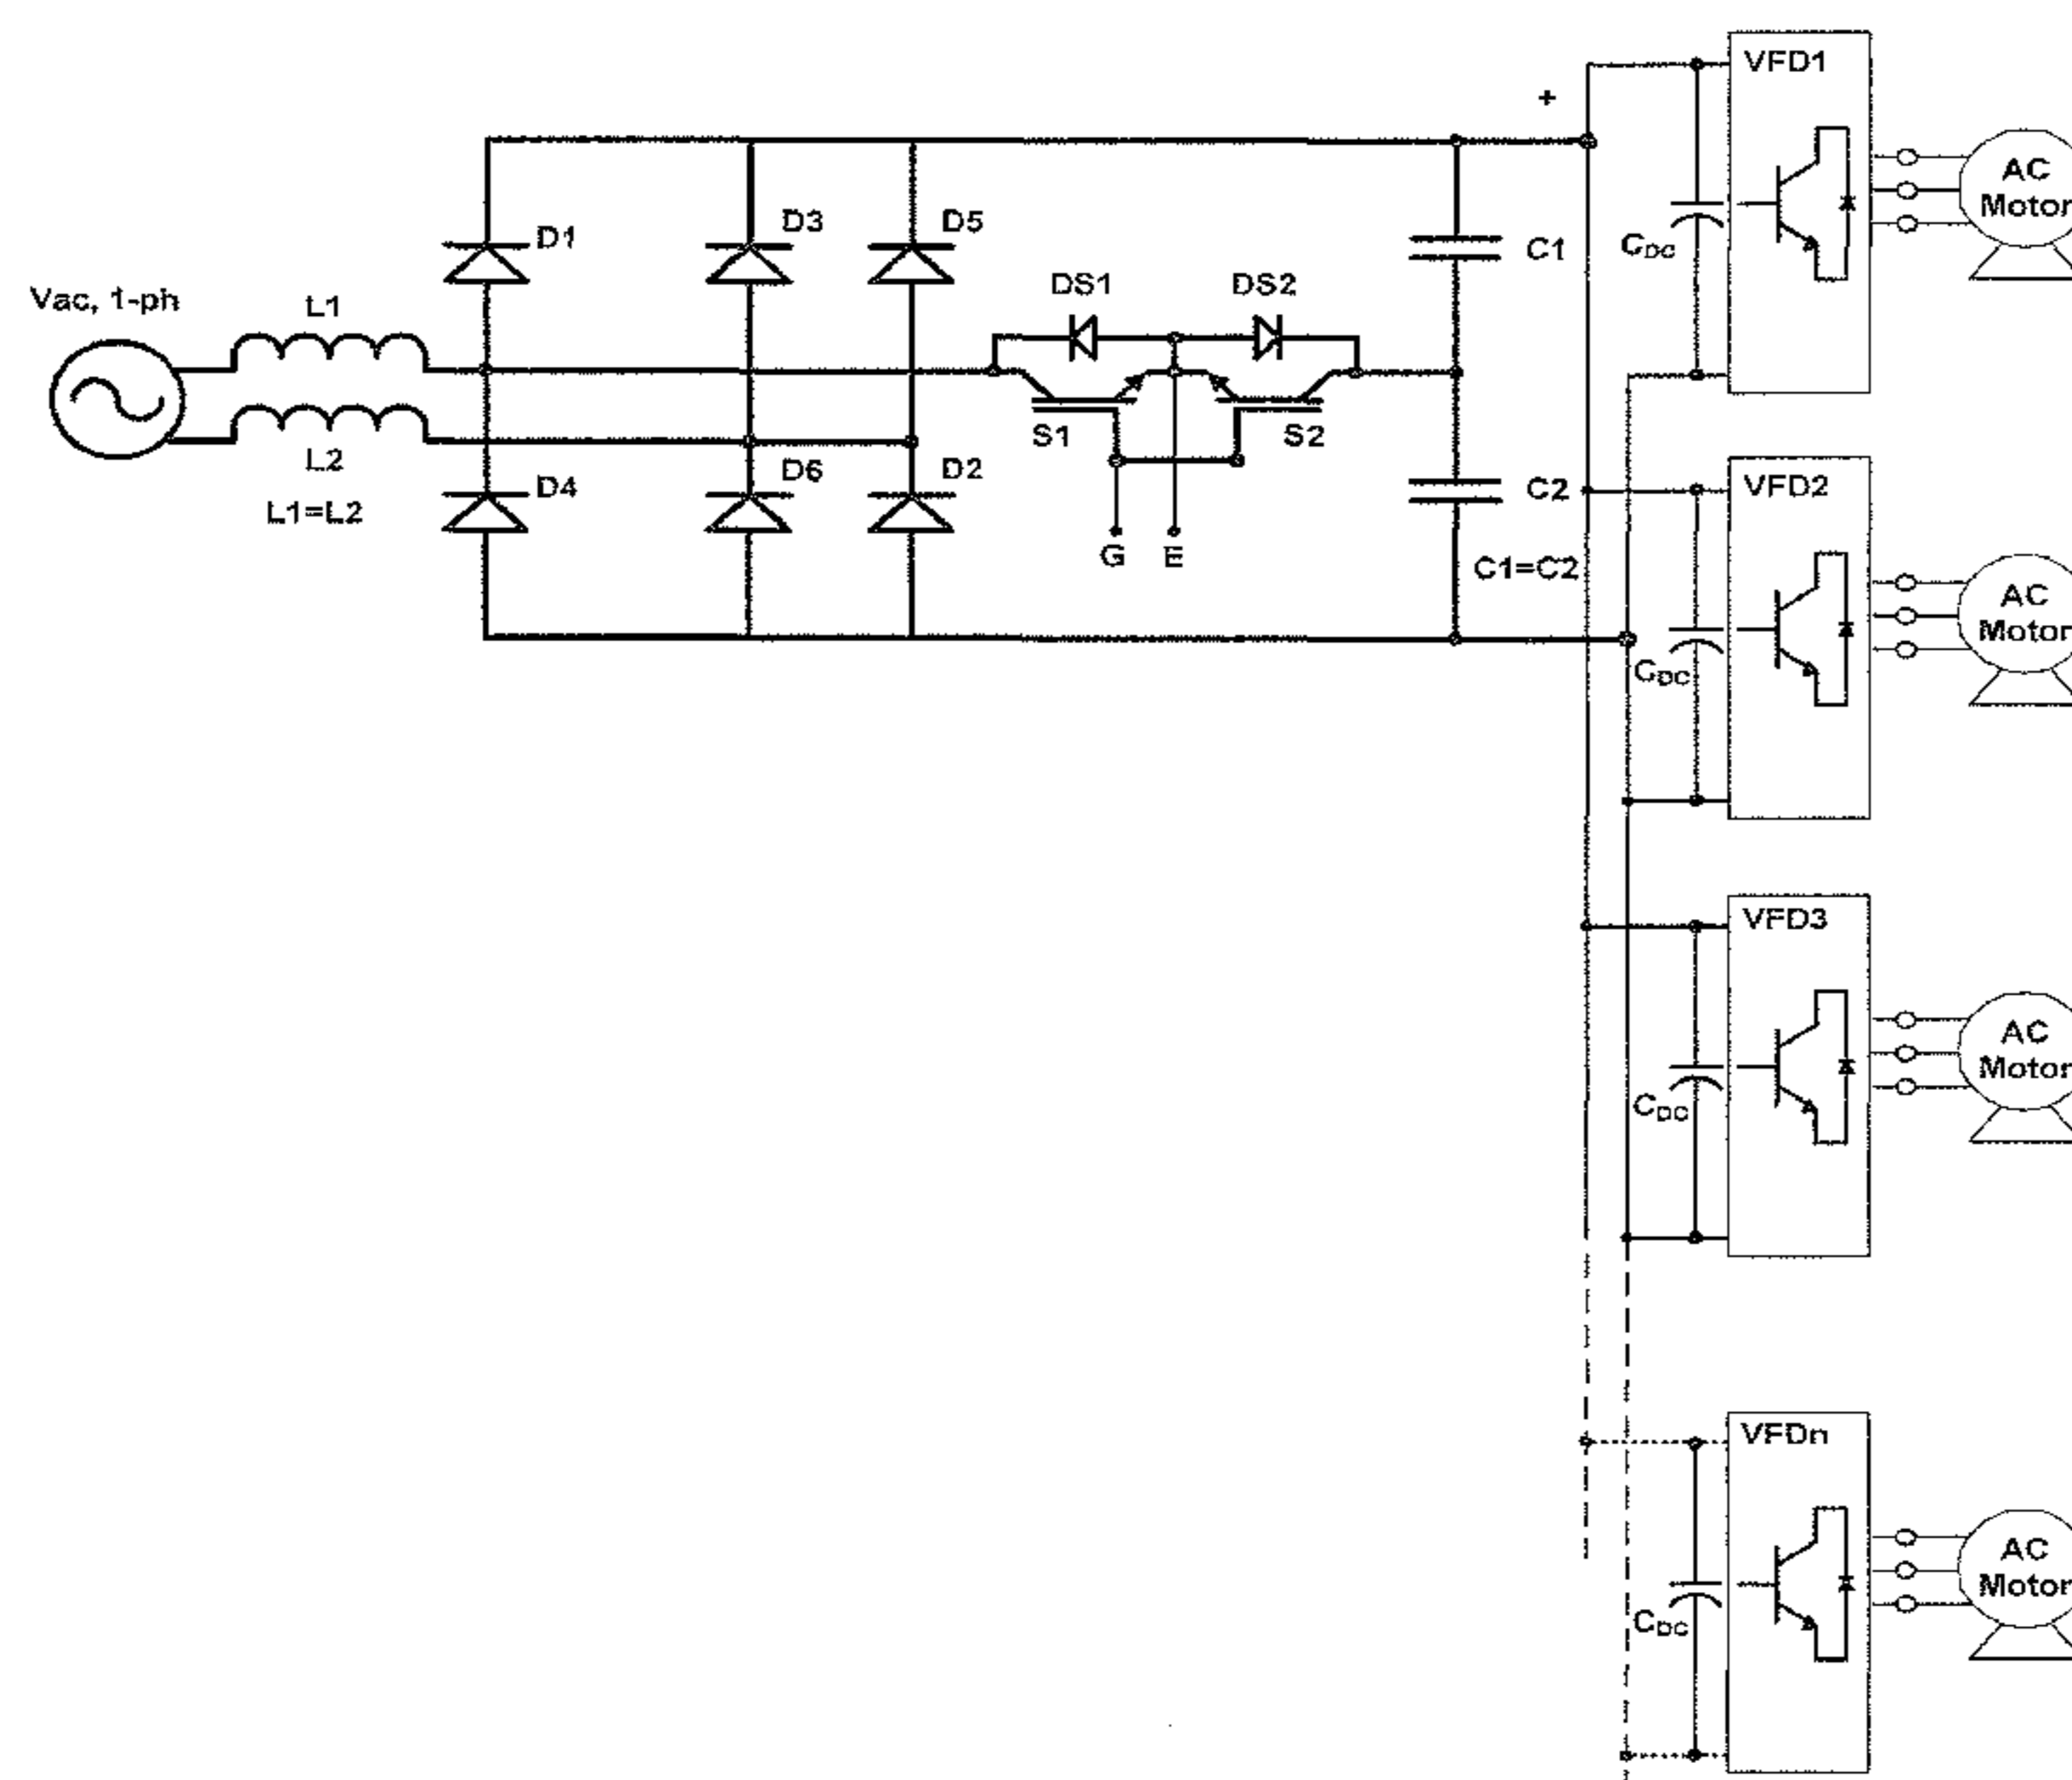 VFD1
+
AC
Motor
D1
D3
D5
CDC
C1
Vac, 1-ph
L1
DS1
DS2
S1
S2
L2
L1=L2
D4
D6
D2
C2
VFD2
G
E
C1=C2
AC
Motor
CDC
VFD3
AC
Motor
CDC
VFDn
AC
Motor
CDC